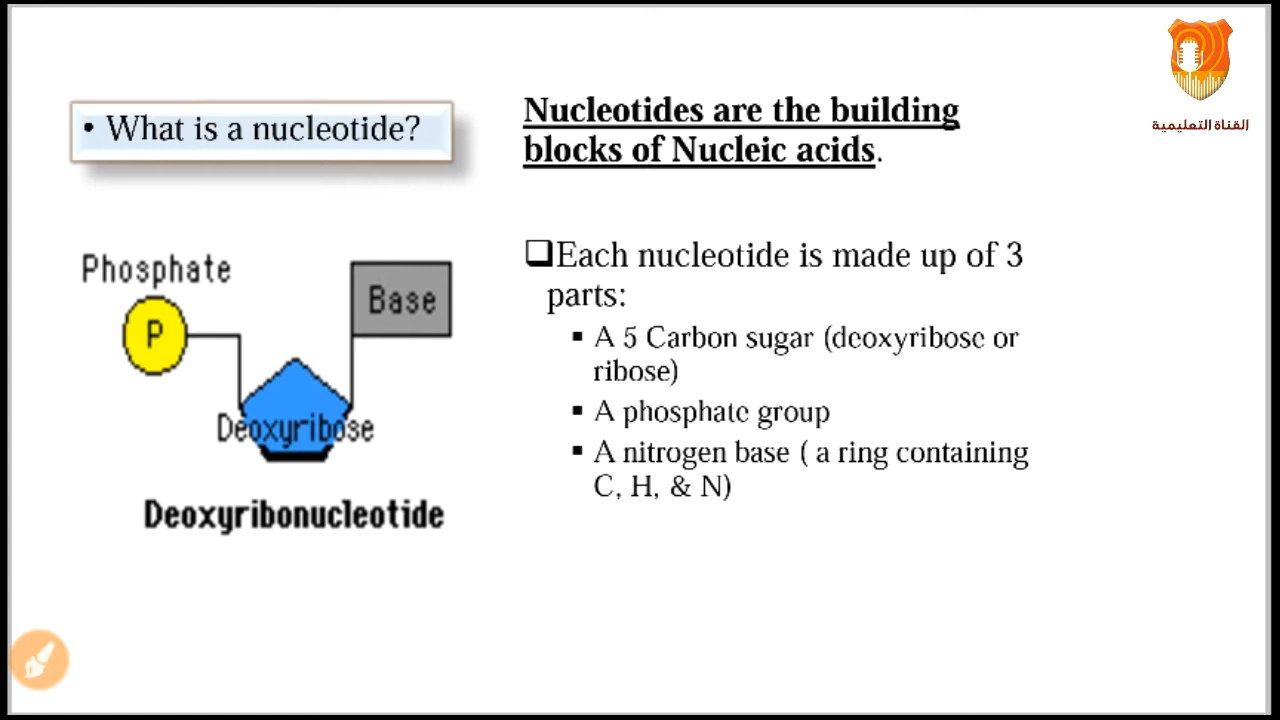 • What is a nucleotide?
Nucleotides are the building
blocks of Nucleic acids.
القناة التعليمية
Phosphate
P
Base
Deoxyribose
Deoxyribonucleotide
❑Each nucleotide is made up of 3
parts:
▪ A 5 Carbon sugar (deoxyribose or
ribose)
▪ A phosphate group
▪ A nitrogen base ( a ring containing
C, H, & N)